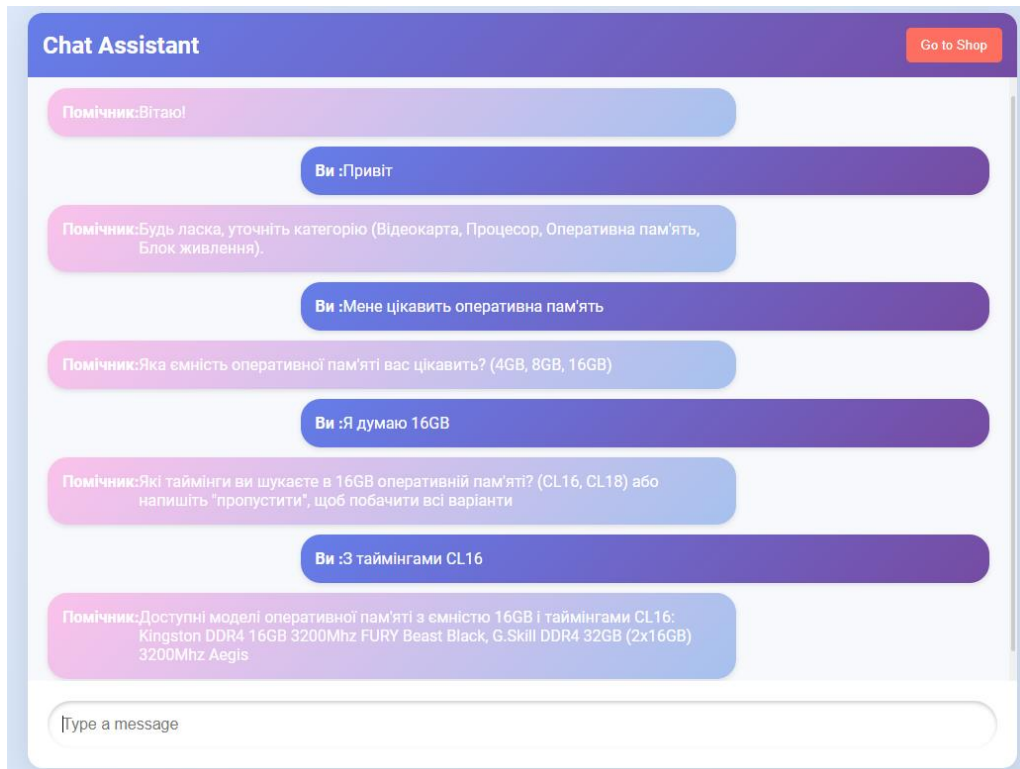 Chat Assistant
Go to Shop
Помічник:Вітаю!
Ви :Привіт
Помічник:Будь ласка, уточніть категорію (Відеокарта, Процесор, Оперативна пам'ять,
Блок живлення).
Ви :Мене цікавить оперативна пам'ять
Помічник:Яка ємність оперативної пам'яті вас цікавить? (4GB, 8GB, 16GB)
Ви :Я думаю 16GB
Помічник:Які таймінги ви шукаєте в 16GB оперативній пам'яті? (CL16, CL18) або
напишіть "пропустити", щоб побачити всі варіанти
Ви :З таймінгами CL16
Помічник:Доступні моделі оперативної пам'яті з ємністю 16GB і таймінгами CL16:
Kingston DDR4 16GB 3200Mhz FURY Beast Black, G.Skill DDR4 32GB (2x16GB)
3200Mhz Aegis
Type a message